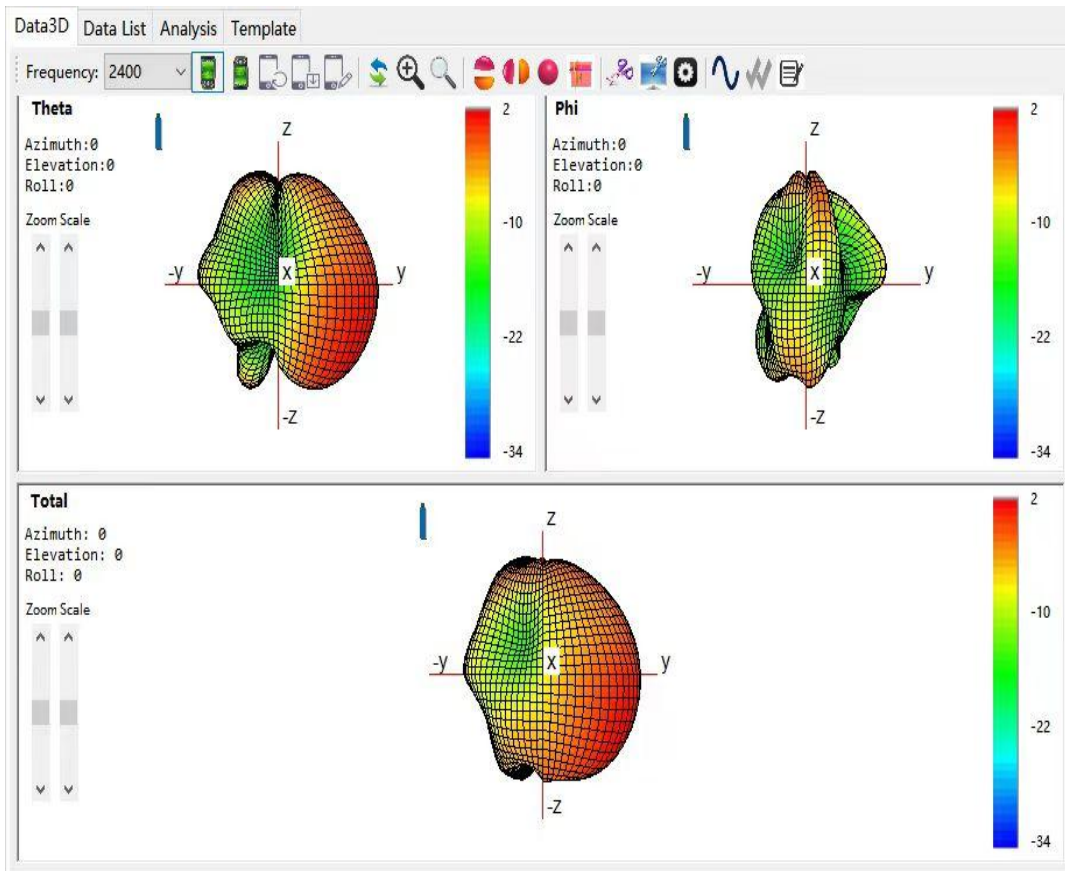 Data3D Data List Analysis Template
Frequency: 2400
Theta
Azimuth:0
Elevation:0
Roll:0
Zoom Scale
Z
-y
X
y
-Z
2
-10
-22
-34
Phi
Azimuth:0
Elevation:0
Roll:0
Zoom Scale
Z
-y
X
y
-Z
2
-10
-22
-34
Total
Azimuth: 0
Elevation: 0
Roll: 0
Zoom Scale
Z
-y
X
y
-Z
2
-10
-22
-34